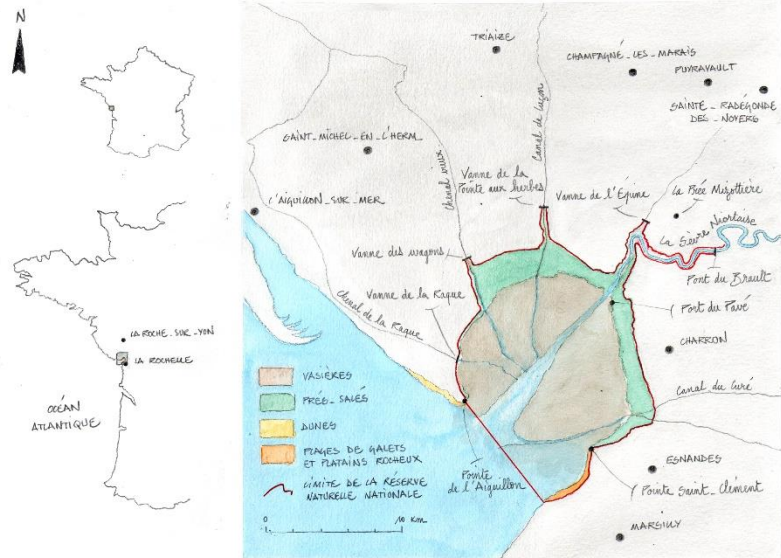 N
TRIAIZE
CHAMPAGNÉ-LES-MARAIS
PUYRAVAULT
SAINTE-RADÉGONDE
DES-NOYERS
SAINT-MICHEL-EN-L'HERM
L'AIGUILLON-SUR-MER
Chenal vieux
Canal de Luçon
Vanne de la
Pointe aux herbes
Vanne de l'Épine
La Bée Mizottière
La Sèvre Niortaise
Vanne des wagons
Vanne de la Raque
Chenal de la Raque
Pont du Brault
Port du Pavé
CHARRON
Canal du Curé
ESNANDES
Pointe Saint-Clément
MARSILLY
Pointe
de l'Aiguillon
LA ROCHE-SUR-YON
LA ROCHELLE
OCÉAN
ATLANTIQUE
VASIÈRES
PRÉS-SALÉS
DUNES
PLAGES DE GALETS
ET PLATAINS ROCHEUX
LIMITE DE LA RÉSERVE
NATURELLE NATIONALE
0 10 Km